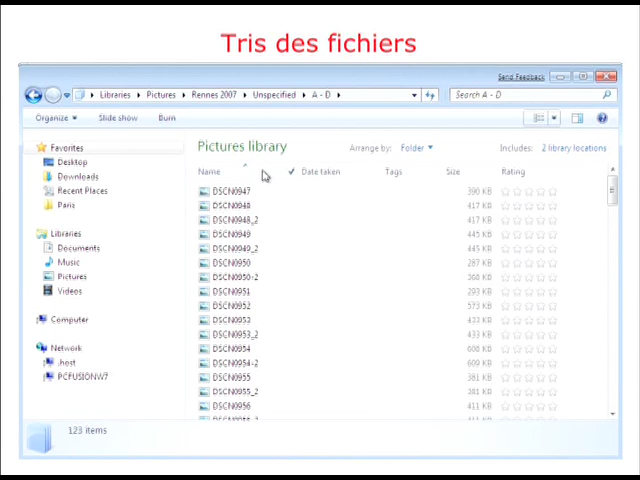 Tris des fichiers
Send Feedback
Libraries Pictures Rennes 2007 Unspecified A - D Search A - D
Organize Slide show Burn
Favorites
Desktop
Downloads
Recent Places
Paris
Libraries
Documents
Music
Pictures
Videos
Computer
Network
.host
PCFUSIONW7
Pictures library Arrange by: Folder Includes: 2 library locations
Name Date taken Tags Size Rating
DSCN0947 390 KB
DSCN0948 417 KB
DSCN0948_2 417 KB
DSCN0949 445 KB
DSCN0949_2 445 KB
DSCN0950 287 KB
DSCN0950-2 368 KB
DSCN0951 293 KB
DSCN0952 573 KB
DSCN0953 433 KB
DSCN0953_2 433 KB
DSCN0954 608 KB
DSCN0954-2 609 KB
DSCN0955 381 KB
DSCN0955_2 381 KB
DSCN0956 411 KB
123 items